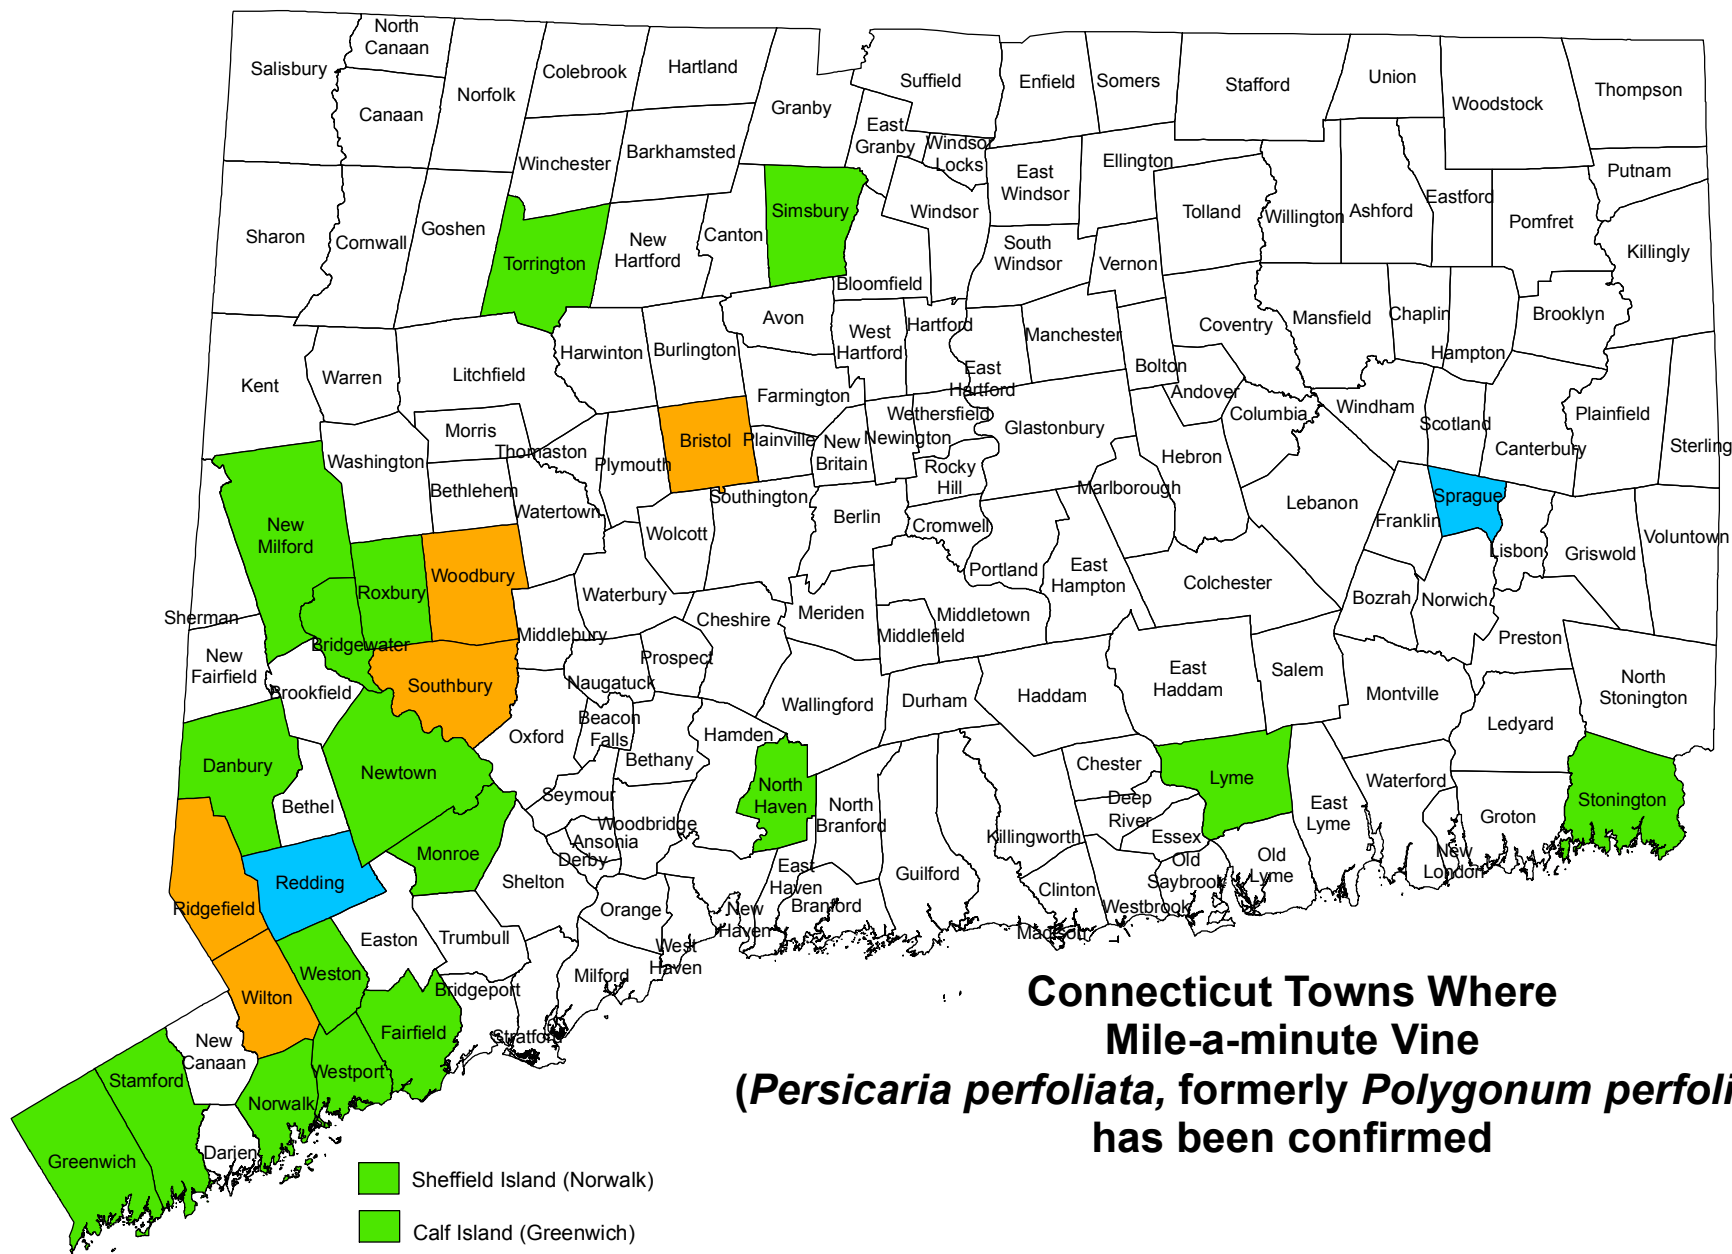 North
Canaan
Salisbury
Colebrook
Hartland
Suffield
Enfield
Somers
Stafford
Union
Woodstock
Thompson
Norfolk
Canaan
Granby
East
Granby
Windsor
Locks
Winchester
Barkhamsted
East
Windsor
Ellington
Putnam
Simsbury
Windsor
Tolland
Willington
Ashford
Eastford
Pomfret
Sharon
Cornwall
Goshen
Torrington
New
Hartford
Canton
South
Windsor
Vernon
Killingly
Bloomfield
Avon
West
Hartford
Hartford
Manchester
Coventry
Mansfield
Chaplin
Brooklyn
Kent
Warren
Litchfield
Harwinton
Burlington
Farmington
East
Hartford
Bolton
Andover
Hampton
Morris
Thomaston
Plymouth
Bristol
Plainville
New
Britain
Newington
Wethersfield
Glastonbury
Columbia
Windham
Scotland
Plainfield
Sterling
Washington
Bethlehem
Watertown
Southington
Berlin
Rocky
Hill
Cromwell
Marlborough
Hebron
Lebanon
Canterbury
Sprague
Franklin
New
Milford
Roxbury
Woodbury
Wolcott
Lisbon
Griswold
Voluntown
Sherman
Bridgewater
Middlebury
Waterbury
Cheshire
Meriden
Middlefield
Middletown
Portland
East
Hampton
Colchester
Bozrah
Norwich
Preston
New
Fairfield
Brookfield
Southbury
Naugatuck
Prospect
Wallingford
Durham
Haddam
East
Haddam
Salem
Montville
Ledyard
North
Stonington
Danbury
Bethel
Newtown
Oxford
Beacon
Falls
Bethany
Hamden
North
Haven
Chester
Lyme
Waterford
Stonington
Monroe
Seymour
Ansonia
Derby
Woodbridge
North
Branford
Killingworth
Deep
River
Essex
East
Lyme
Groton
Ridgefield
Redding
Shelton
Orange
East
Haven
Branford
Guilford
Clinton
Westbrook
Old
Saybrook
Old
Lyme
New
London
Weston
Easton
Trumbull
Milford
West
Haven
New
Haven
Madison
Wilton
Bridgeport
Stratford
Fairfield
New
Canaan
Westport
Stamford
Norwalk
Greenwich
Darien
Connecticut Towns Where
Mile-a-minute Vine
(Persicaria perfoliata, formerly Polygonum perfoli
has been confirmed
Sheffield Island (Norwalk)
Calf Island (Greenwich)